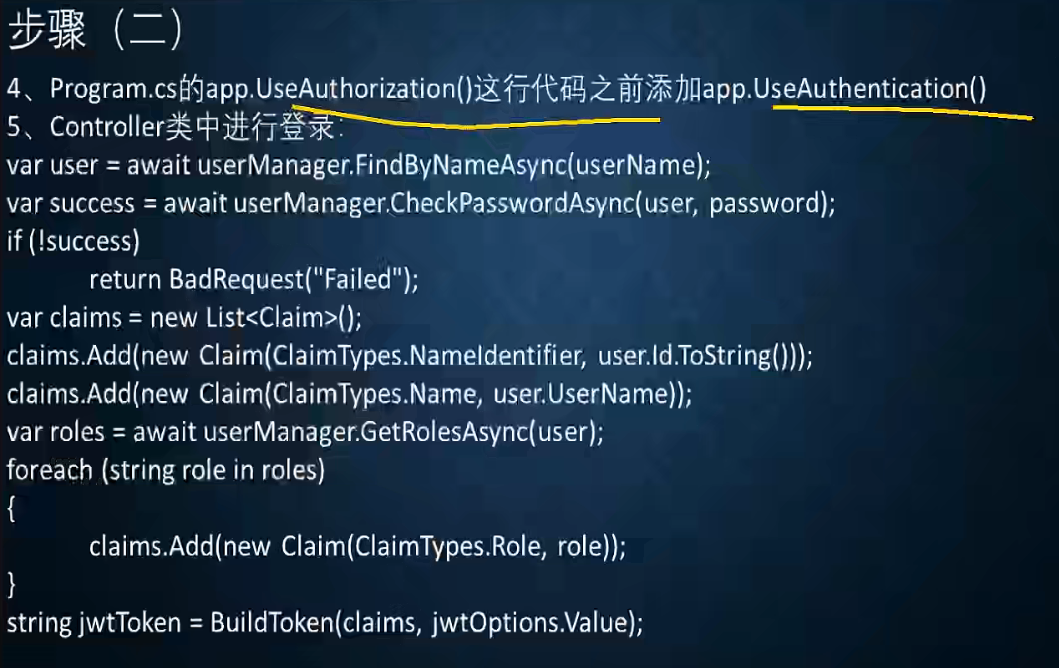 步骤（二）
4、Program.cs的app.UseAuthorization()这行代码之前添加app.UseAuthentication()
5、Controller类中进行登录:
var user = await userManager.FindByNameAsync(userName);
var success = await userManager.CheckPasswordAsync(user, password);
if (!success)
return BadRequest("Failed");
var claims = new List<Claim>();
claims.Add(new Claim(ClaimTypes.NameIdentifier, user.Id.ToString()));
claims.Add(new Claim(ClaimTypes.Name, user.UserName));
var roles = await userManager.GetRolesAsync(user);
foreach (string role in roles)
{
claims.Add(new Claim(ClaimTypes.Role, role));
}
string jwtToken = BuildToken(claims, jwtOptions.Value);